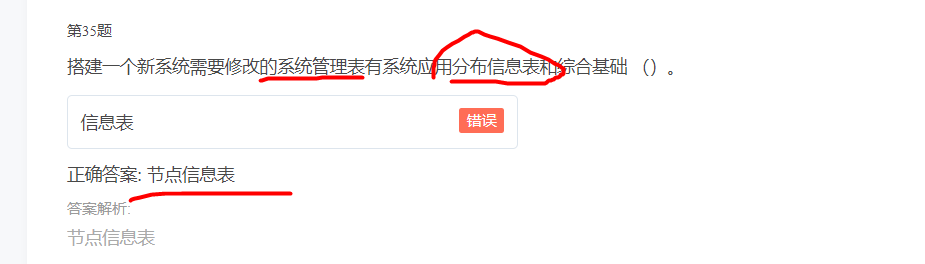 第35题
搭建一个新系统需要修改的系统管理表有系统应用分布信息表和综合基础 （）。
信息表
错误
正确答案: 节点信息表
答案解析:
节点信息表